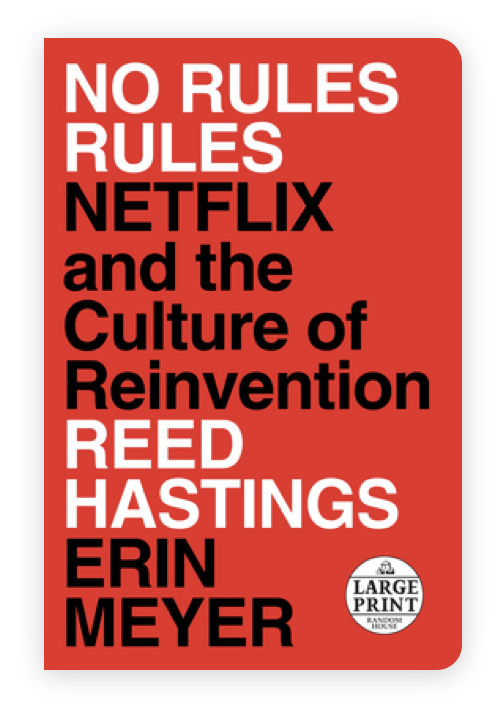 NO RULES
RULES
NETFLIX
and the
Culture of
Reinvention
REED
HASTINGS
ERIN
MEYER
LARGE
PRINT
RANDOM
HOUSE